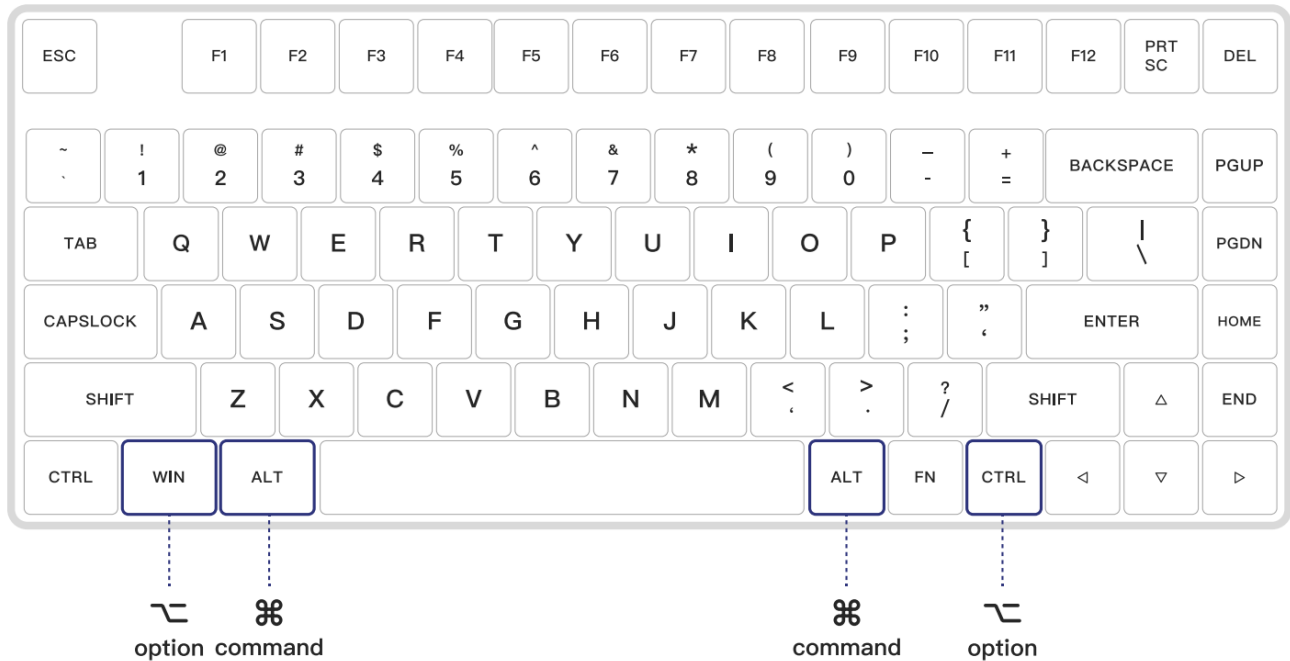 ESC F1 F2 F3 F4 F5 F6 F7 F8 F9 F10 F11 F12 PRT SC DEL
~ ! @ # $ % ^ & * ( ) — +
` 1 2 3 4 5 6 7 8 9 0 - = BACKSPACE PGUP
TAB Q W E R T Y U I O P { [ } ] | \ PGDN
CAPSLOCK A S D F G H J K L : ; ” ‘ ENTER HOME
SHIFT Z X C V B N M < ‘ > . ? / SHIFT △ END
CTRL WIN ALT ALT FN CTRL ◁ ▽ ▷
⌥ ⌘ ⌘ ⌥
option command command option